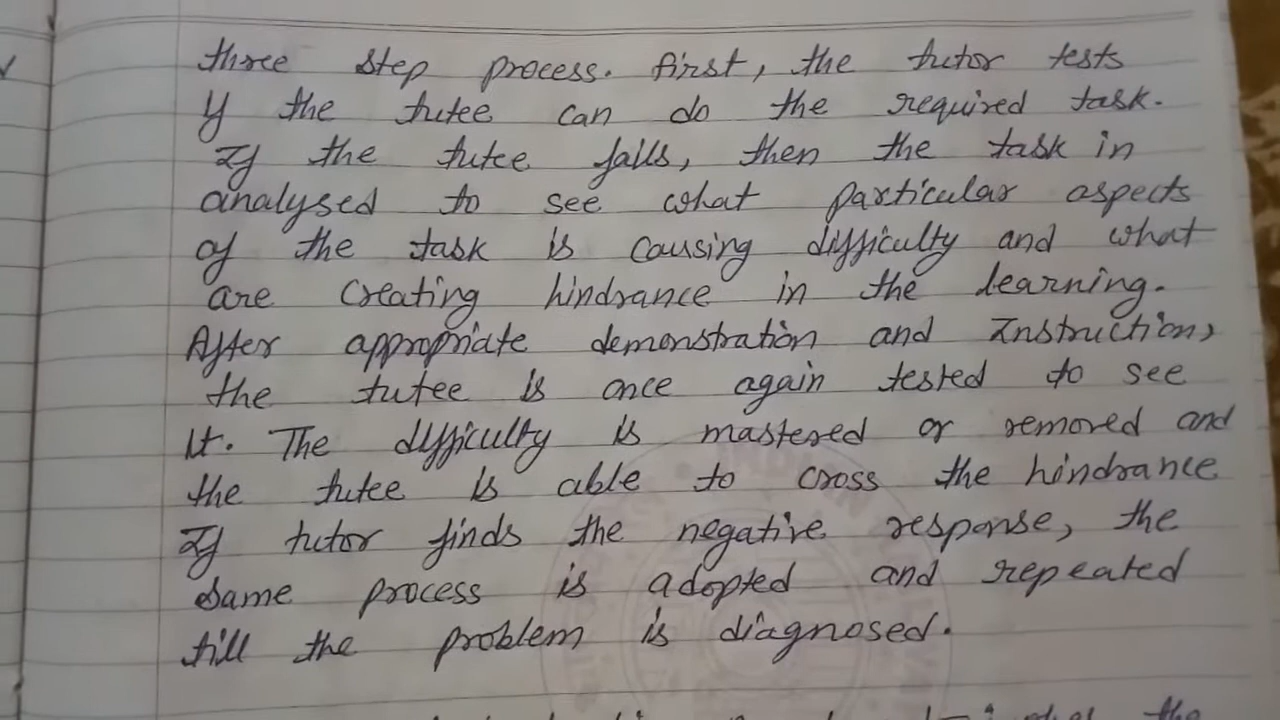 three step process. first, the tutor tests
if the tutee can do the required task.
If the tutee falls, then the task in
analysed to see what particular aspects
of the task is causing difficulty and what
are creating hindrance in the learning.
After appropriate demonstration and Instruction,
the tutee is once again tested to see
It. The difficulty is mastered or removed and
the tutee is able to cross the hindrance
If tutor finds the negative response, the
same process is adopted and repeated
till the problem is diagnosed.
the